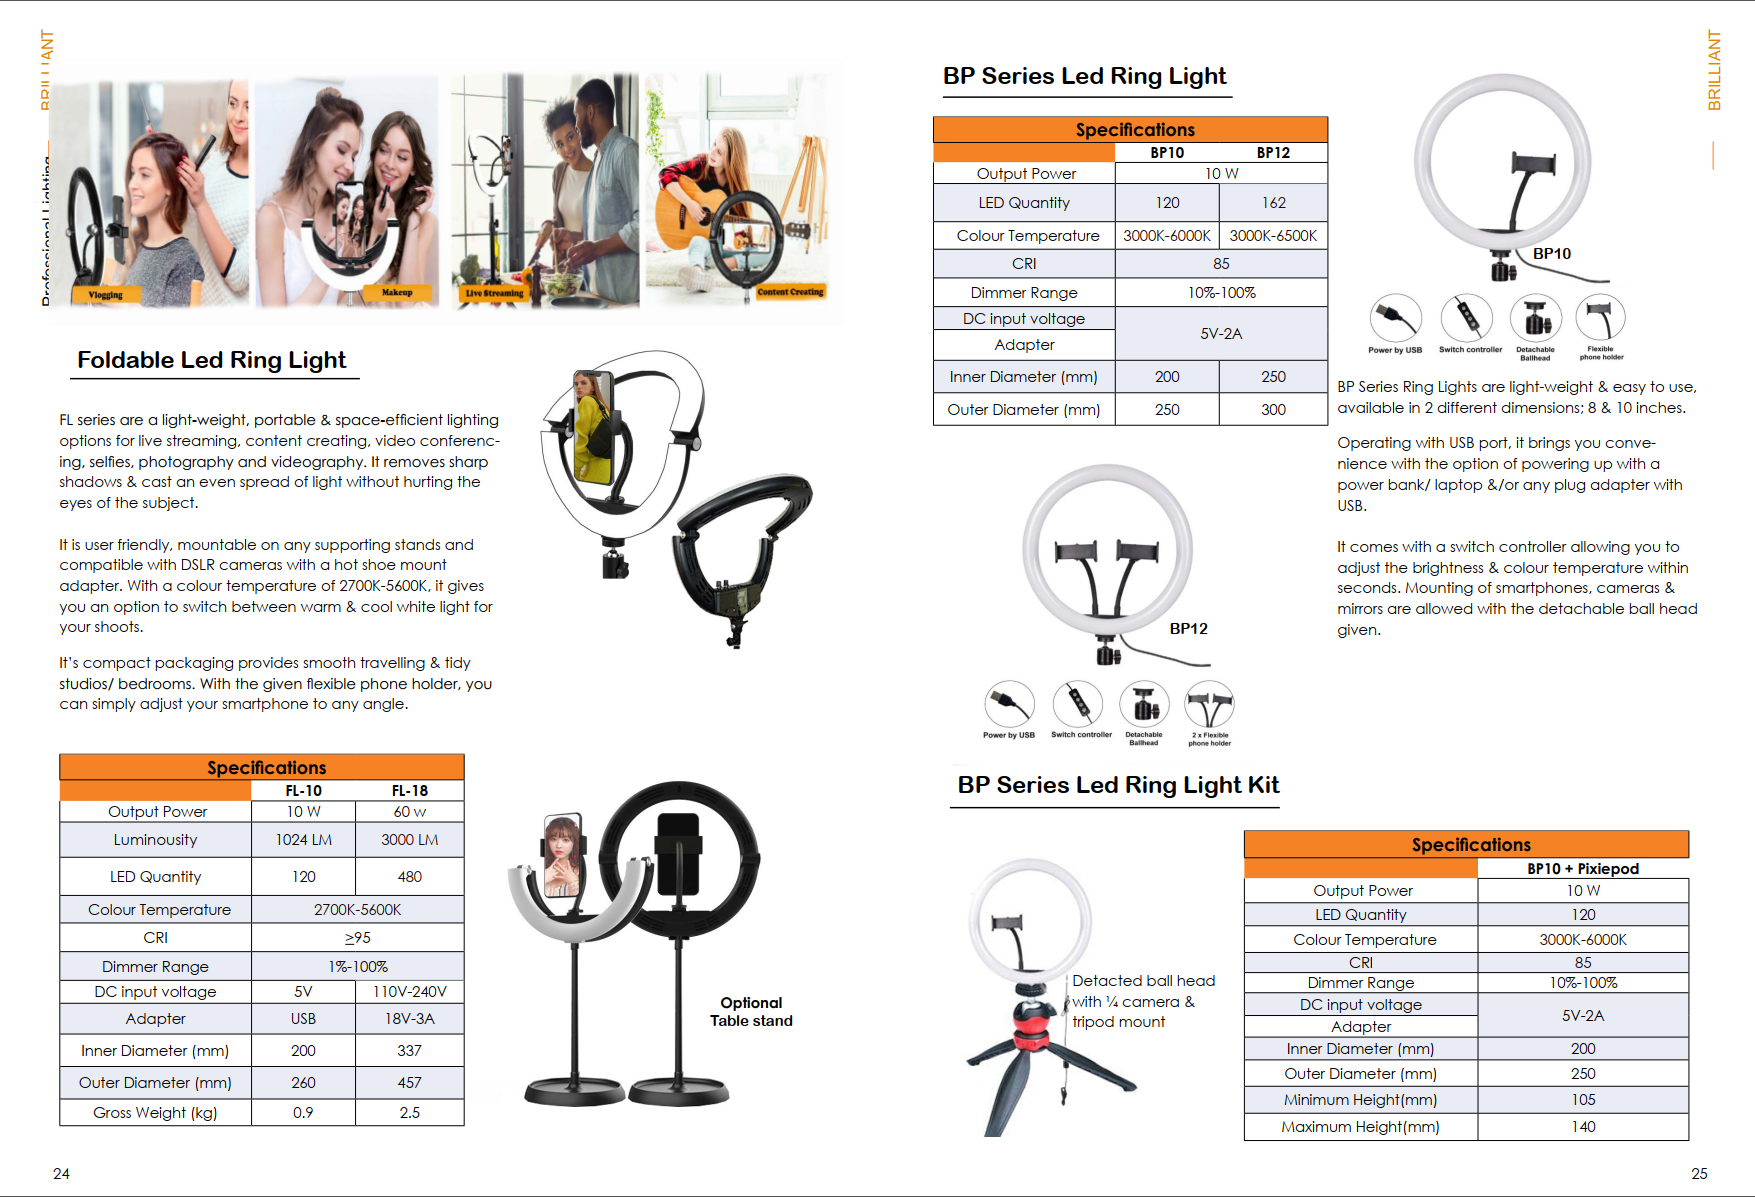 BRILLIANT
Professional Lighting
Vlogging
Makeup
Live Streaming
Content Creating
Foldable Led Ring Light
FL series are a light-weight, portable & space-efficient lighting
options for live streaming, content creating, video conferenc-
ing, selfies, photography and videography. It removes sharp
shadows & cast an even spread of light without hurting the
eyes of the subject.
It is user friendly, mountable on any supporting stands and
compatible with DSLR cameras with a hot shoe mount
adapter. With a colour temperature of 2700K-5600K, it gives
you an option to switch between warm & cool white light for
your shoots.
It's compact packaging provides smooth travelling & tidy
studios/ bedrooms. With the given flexible phone holder, you
can simply adjust your smartphone to any angle.
Specifications
FL-10 FL-18
Output Power 10 W 60 w
Luminousity 1024 LM 3000 LM
LED Quantity 120 480
Colour Temperature 2700K-5600K
CRI ≥95
Dimmer Range 1%-100%
DC input voltage 5V 110V-240V
Adapter USB 18V-3A
Inner Diameter (mm) 200 337
Outer Diameter (mm) 260 457
Gross Weight (kg) 0.9 2.5
Optional
Table stand
24
BP Series Led Ring Light
Specifications
BP10 BP12
Output Power 10 W
LED Quantity 120 162
Colour Temperature 3000K-6000K 3000K-6500K
CRI 85
Dimmer Range 10%-100%
DC input voltage 5V-2A
Adapter
Inner Diameter (mm) 200 250
Outer Diameter (mm) 250 300
BP10
Power by USB Switch controller Detachable Ballhead Flexible phone holder
BP Series Ring Lights are light-weight & easy to use,
available in 2 different dimensions; 8 & 10 inches.
Operating with USB port, it brings you conve-
nience with the option of powering up with a
power bank/ laptop &/or any plug adapter with
USB.
It comes with a switch controller allowing you to
adjust the brightness & colour temperature within
seconds. Mounting of smartphones, cameras &
mirrors are allowed with the detachable ball head
given.
BP12
Power by USB Switch controller Detachable Ballhead 2 x Flexible phone holder
BP Series Led Ring Light Kit
Detacted ball head
with ¼ camera &
tripod mount
Specifications
BP10 + Pixiepod
Output Power 10 W
LED Quantity 120
Colour Temperature 3000K-6000K
CRI 85
Dimmer Range 10%-100%
DC input voltage 5V-2A
Adapter
Inner Diameter (mm) 200
Outer Diameter (mm) 250
Minimum Height(mm) 105
Maximum Height(mm) 140
BRILLIANT
25